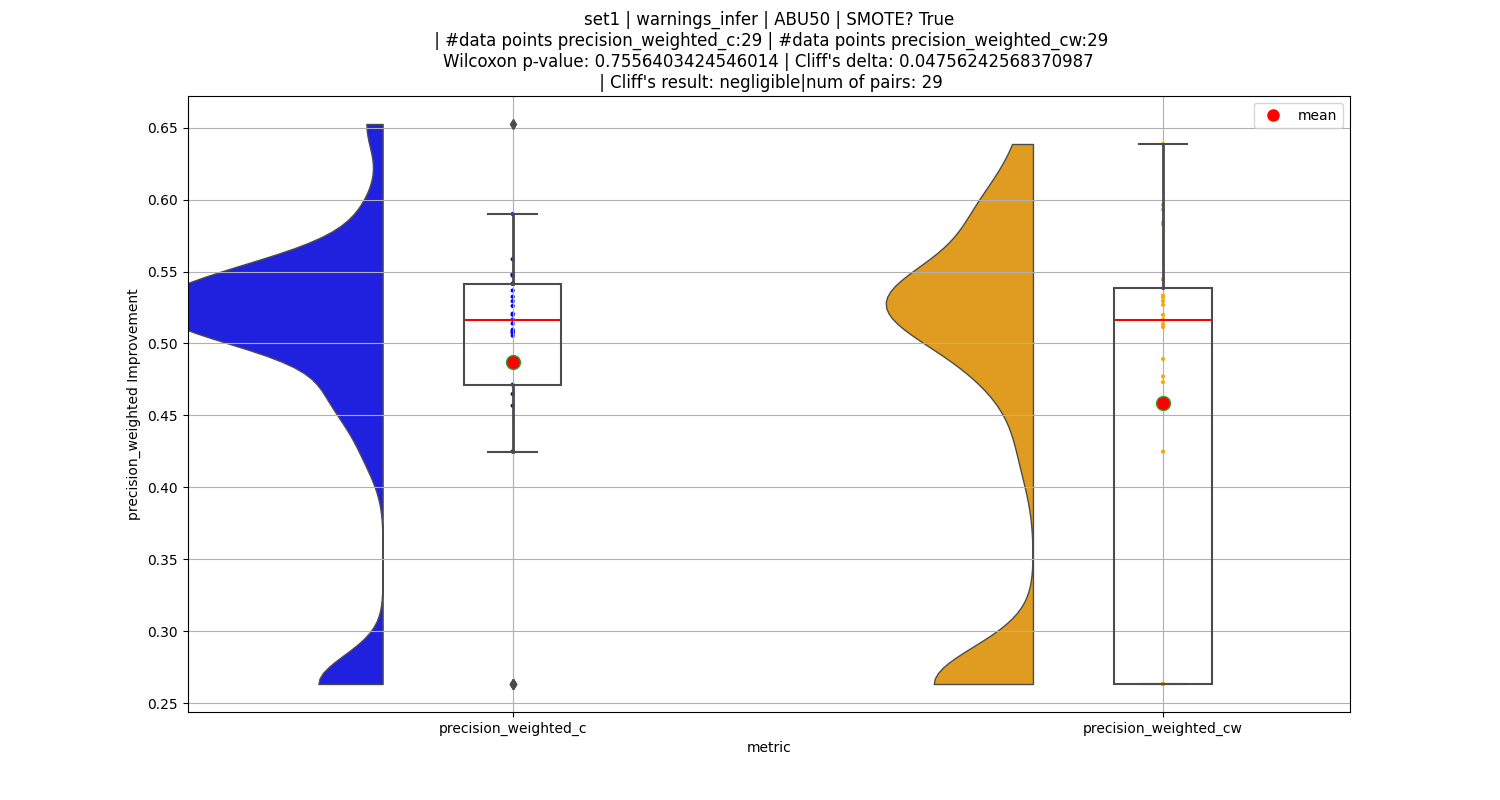 set1 | warnings_infer | ABU50 | SMOTE? True
| #data points precision_weighted_c:29 | #data points precision_weighted_cw:29
Wilcoxon p-value: 0.7556403424546014 | Cliff's delta: 0.04756242568370987
| Cliff's result: negligible|num of pairs: 29
mean
0.65
0.60
0.55
0.50
0.45
0.40
0.35
0.30
0.25
precision_weighted Improvement
precision_weighted_c
precision_weighted_cw
metric